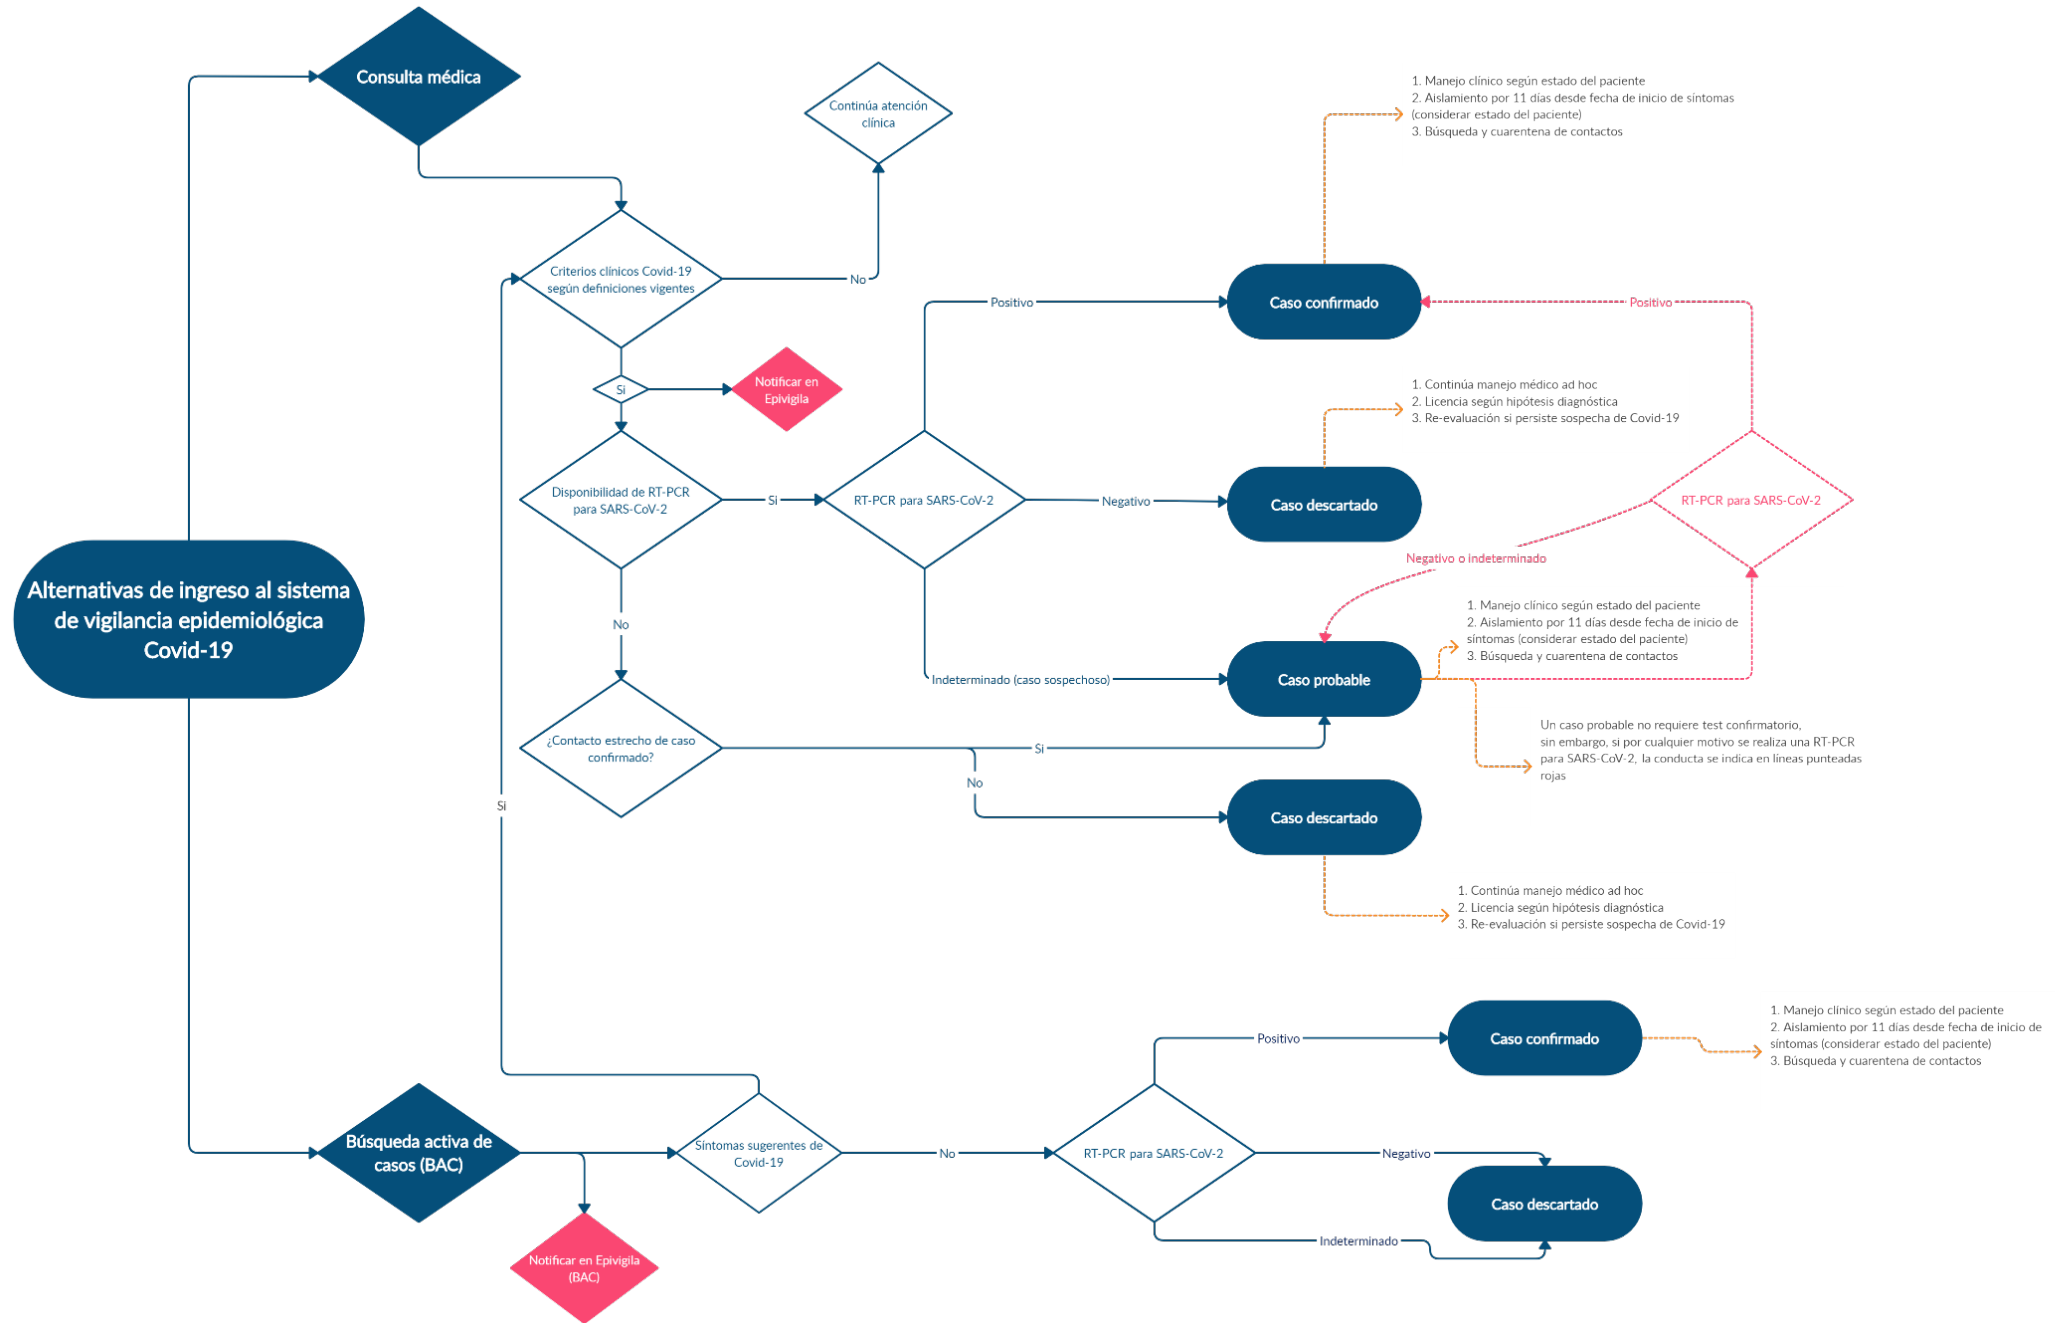 Consulta médica
Continúa atención
clínica
1. Manejo clínico según estado del paciente
2. Aislamiento por 11 días desde fecha de inicio de síntomas
(considerar estado del paciente)
3. Búsqueda y cuarentena de contactos
Criterios clínicos Covid-19
según definiciones vigentes
No
Positivo
Caso confirmado
Positivo
Si
Notificar en
Epivigila
1. Continúa manejo médico ad hoc
2. Licencia según hipótesis diagnóstica
3. Re-evaluación si persiste sospecha de Covid-19
Disponibilidad de RT-PCR
para SARS-CoV-2
Si
RT-PCR para SARS-CoV-2
Negativo
Caso descartado
RT-PCR para SARS-CoV-2
Negativo o indeterminado
Alternativas de ingreso al sistema
de vigilancia epidemiológica
Covid-19
No
1. Manejo clínico según estado del paciente
2. Aislamiento por 11 días desde fecha de inicio de
síntomas (considerar estado del paciente)
3. Búsqueda y cuarentena de contactos
Indeterminado (caso sospechoso)
Caso probable
¿Contacto estrecho de caso
confirmado?
Si
No
Un caso probable no requiere test confirmatorio,
sin embargo, si por cualquier motivo se realiza una RT-PCR
para SARS-CoV-2, la conducta se indica en líneas punteadas
rojas
Si
Caso descartado
1. Continúa manejo médico ad hoc
2. Licencia según hipótesis diagnóstica
3. Re-evaluación si persiste sospecha de Covid-19
Positivo
Caso confirmado
1. Manejo clínico según estado del paciente
2. Aislamiento por 11 días desde fecha de inicio de
síntomas (considerar estado del paciente)
3. Búsqueda y cuarentena de contactos
Búsqueda activa de
casos (BAC)
Síntomas sugerentes de
Covid-19
No
RT-PCR para SARS-CoV-2
Negativo
Caso descartado
Indeterminado
Notificar en Epivigila
(BAC)